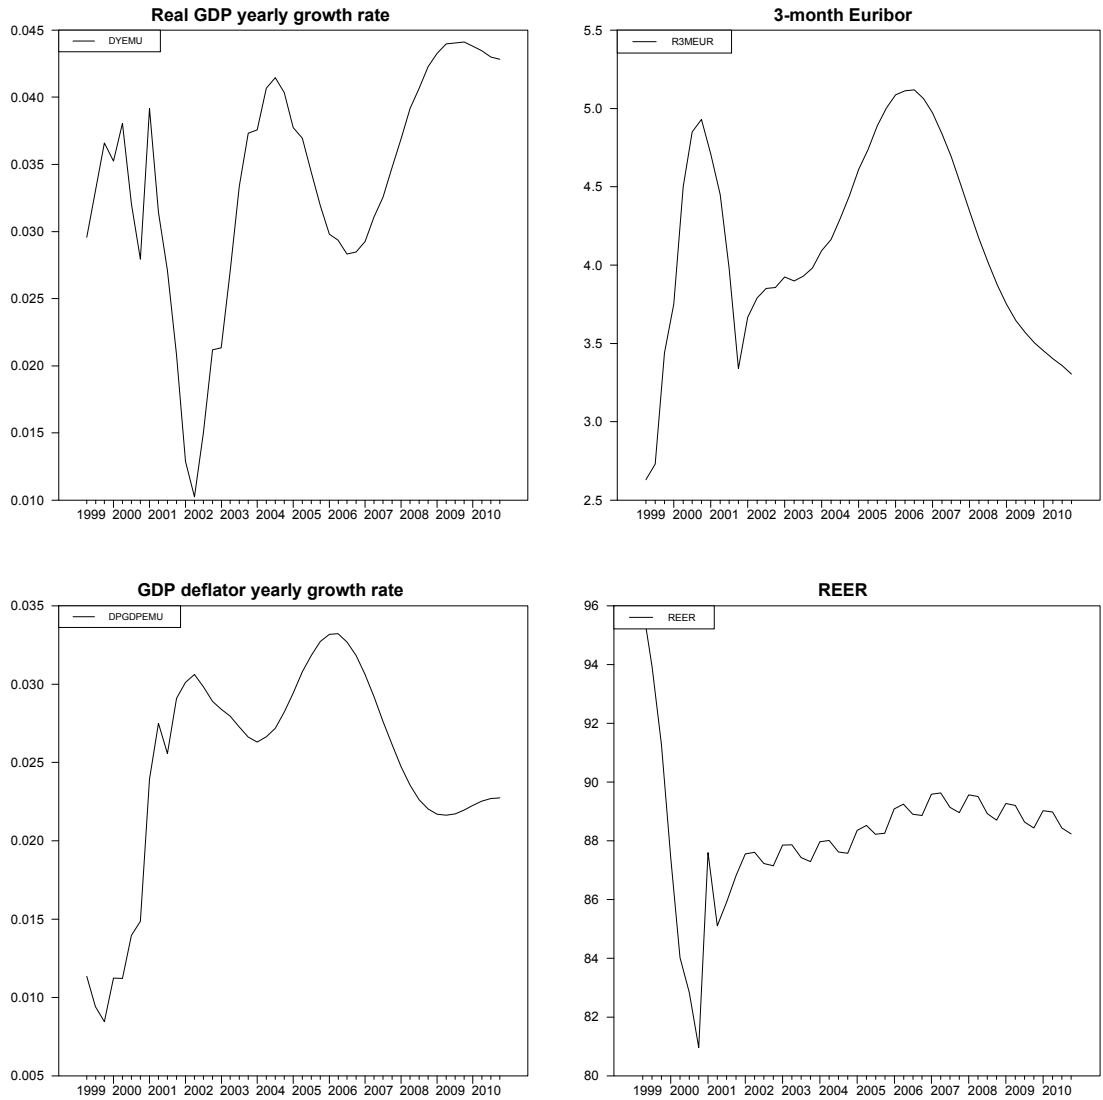 Real GDP yearly growth rate
DYEMU
0.045
0.040
0.035
0.030
0.025
0.020
0.015
0.010
1999 2000 2001 2002 2003 2004 2005 2006 2007 2008 2009 2010
3-month Euribor
R3MEUR
5.5
5.0
4.5
4.0
3.5
3.0
2.5
1999 2000 2001 2002 2003 2004 2005 2006 2007 2008 2009 2010
GDP deflator yearly growth rate
DPGDPEMU
0.035
0.030
0.025
0.020
0.015
0.010
0.005
1999 2000 2001 2002 2003 2004 2005 2006 2007 2008 2009 2010
REER
REER
96
94
92
90
88
86
84
82
80
1999 2000 2001 2002 2003 2004 2005 2006 2007 2008 2009 2010